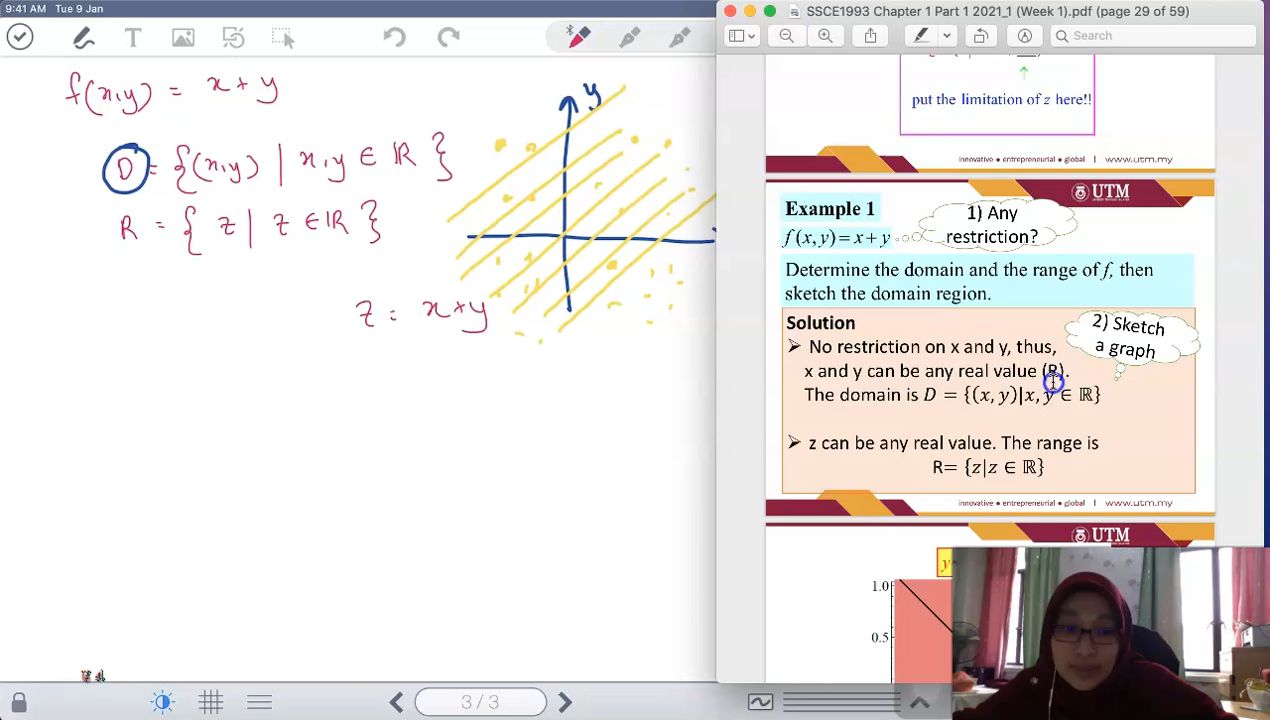 9:41 AM Tue 9 Jan
f(x,y) = x + y
D = {(x,y) | x,y ∈ ℝ }
R = { z | z ∈ ℝ }
z = x+y
y
3 / 3
SSCE1993 Chapter 1 Part 1 2021_1 (Week 1).pdf (page 29 of 59)
Search
put the limitation of z here!!
innovative ● entrepreneurial ● global | www.utm.my
UTM
Example 1
1) Any
restriction?
f (x, y) = x + y
Determine the domain and the range of f, then
sketch the domain region.
Solution
2) Sketch
a graph
➢ No restriction on x and y, thus,
x and y can be any real value (R).
The domain is D = {(x, y)|x, y ∈ ℝ}
➢ z can be any real value. The range is
R= {z|z ∈ ℝ}
innovative ● entrepreneurial ● global | www.utm.my
UTM
y
1.0
0.5